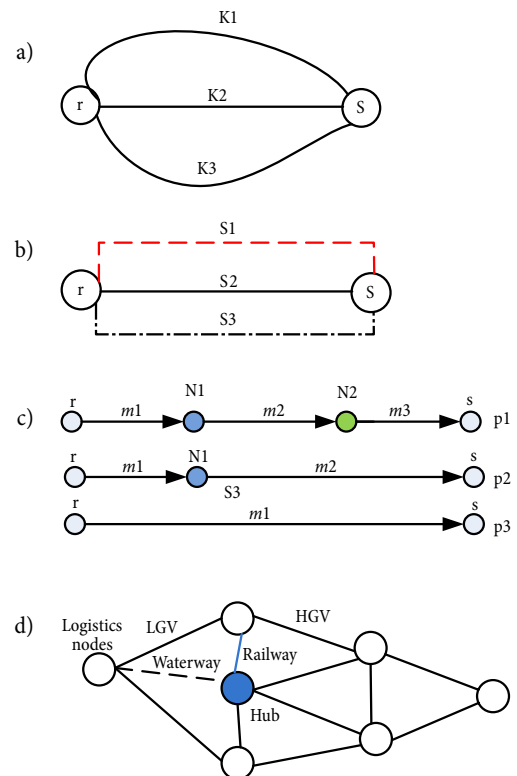 K1
a)
r
K2
S
K3
S1
b)
r
S2
S
S3
N1
N2
r
m1
m2
m3
s
c)
p1
r
m1
N1
m2
s
p2
S3
r
m1
s
p3
d)
Logistics
nodes
LGV
HGV
Waterway
Railway
Hub